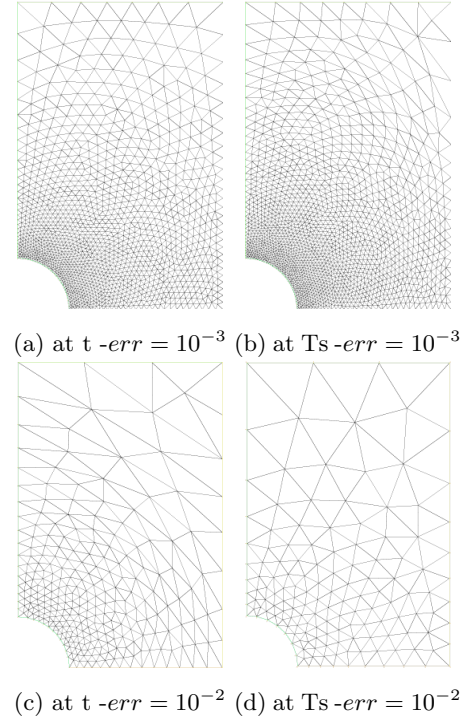 (a) at t -err = 10⁻³ (b) at Ts -err = 10⁻³
(c) at t -err = 10⁻² (d) at Ts -err = 10⁻²